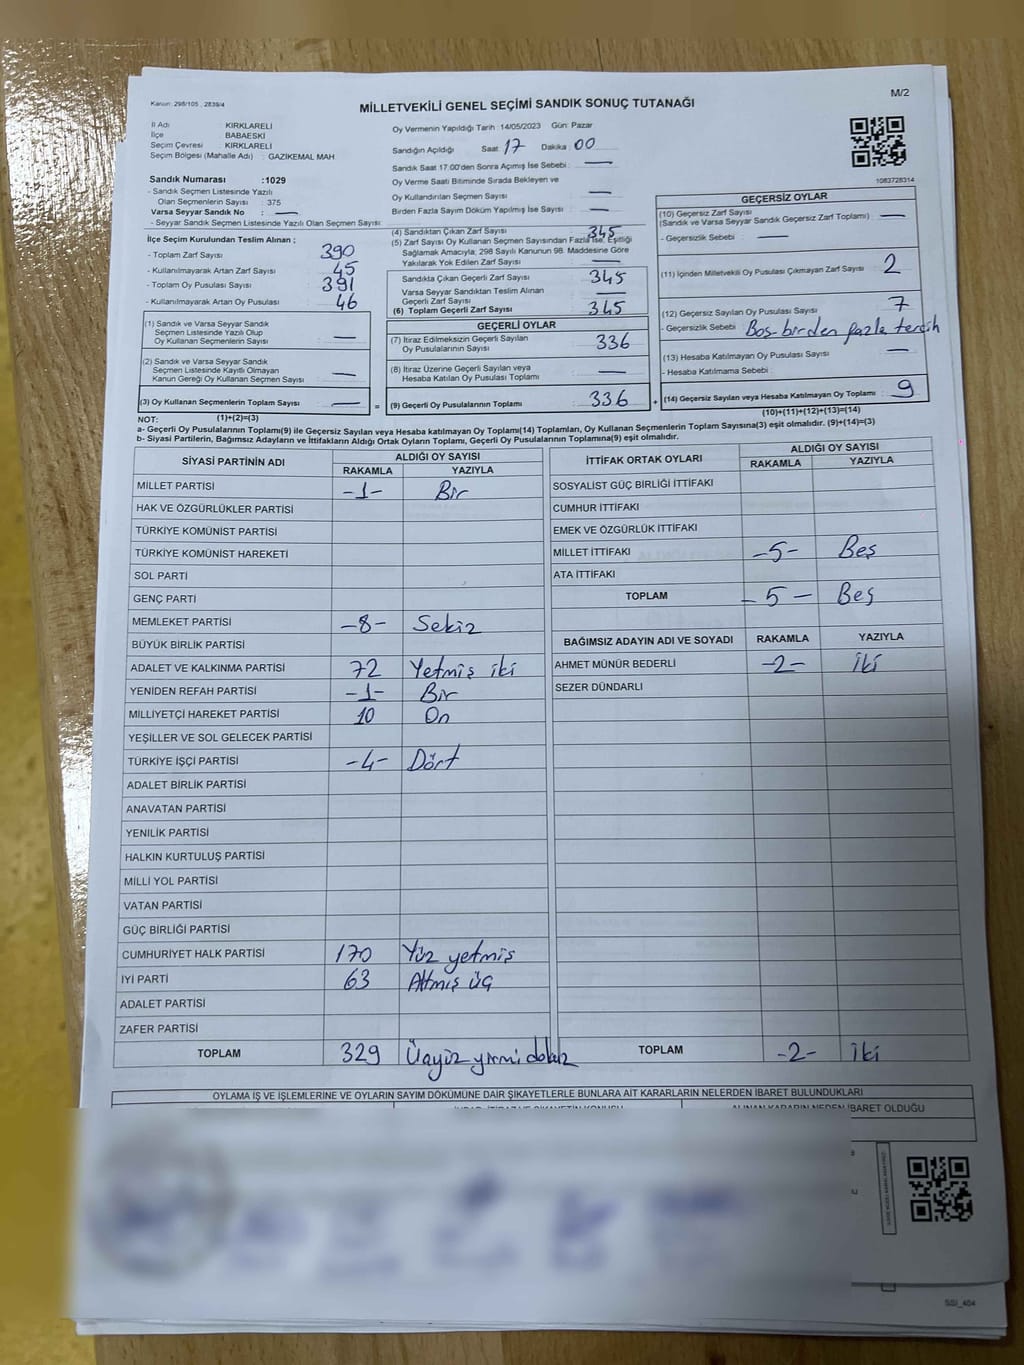 Kanun: 298/105 , 2839/4
MİLLETVEKİLİ GENEL SEÇİMİ SANDIK SONUÇ TUTANAĞI
M/2
İl Adı : KIRKLARELİ
İlçe : BABAESKİ
Seçim Çevresi : KIRKLARELİ
Seçim Bölgesi (Mahalle Adı) : GAZİKEMAL MAH
Sandık Numarası :1029
- Sandık Seçmen Listesinde Yazılı
Olan Seçmenlerin Sayısı : 375
Varsa Seyyar Sandık No : —
- Seyyar Sandık Seçmen Listesinde Yazılı Olan Seçmen Sayısı:
İlçe Seçim Kurulundan Teslim Alınan ;
- Toplam Zarf Sayısı : 390
- Kullanılmayarak Artan Zarf Sayısı : 45
- Toplam Oy Pusulası Sayısı : 391
- Kullanılmayarak Artan Oy Pusulası : 46
(1) Sandık ve Varsa Seyyar Sandık
Seçmen Listesinde Yazılı Olup
Oy Kullanan Seçmenlerin Sayısı : —
(2) Sandık ve Varsa Seyyar Sandık
Seçmen Listesinde Kayıtlı Olmayan
Kanun Gereği Oy Kullanan Seçmen Sayısı : —
(3) Oy Kullanan Seçmenlerin Toplam Sayısı : —
Oy Vermenin Yapıldığı Tarih :14/05/2023 Gün: Pazar
Sandığın Açıldığı Saat : 17 Dakika : 00
Sandık Saat 17:00'den Sonra Açılmış İse Sebebi : —
Oy Verme Saati Bitiminde Sırada Bekleyen ve
Oy Kullandırılan Seçmen Sayısı : —
Birden Fazla Sayım Döküm Yapılmış İse Sayısı : —
(4) Sandıktan Çıkan Zarf Sayısı : 345
(5) Zarf Sayısı Oy Kullanan Seçmen Sayısından Fazla İse, Eşitliği
Sağlamak Amacıyla; 298 Sayılı Kanunun 98. Maddesine Göre
Yakılarak Yok Edilen Zarf Sayısı : —
Sandıkta Çıkan Geçerli Zarf Sayısı : 345
Varsa Seyyar Sandıktan Teslim Alınan
Geçerli Zarf Sayısı : —
(6) Toplam Geçerli Zarf Sayısı : 345
GEÇERLİ OYLAR
(7) İtiraz Edilmeksizin Geçerli Sayılan
Oy Pusulalarının Sayısı : 336
(8) İtiraz Üzerine Geçerli Sayılan veya
Hesaba Katılan Oy Pusulası Toplamı : —
= (9) Geçerli Oy Pusulalarının Toplamı : 336
1083728314
GEÇERSİZ OYLAR
(10) Geçersiz Zarf Sayısı
(Sandık ve Varsa Seyyar Sandık Geçersiz Zarf Toplamı) : —
- Geçersizlik Sebebi : —
(11) İçinden Milletvekili Oy Pusulası Çıkmayan Zarf Sayısı : 2
(12) Geçersiz Sayılan Oy Pusulası Sayısı : 7
- Geçersizlik Sebebi : Boş-birden fazla tercih
(13) Hesaba Katılmayan Oy Pusulası Sayısı : —
- Hesaba Katılmama Sebebi :
+ (14) Geçersiz Sayılan veya Hesaba Katılmayan Oy Toplamı : 9
NOT: (1)+(2)=(3)
(10)+(11)+(12)+(13)=(14)
a- Geçerli Oy Pusulalarının Toplamı(9) ile Geçersiz Sayılan veya Hesaba katılmayan Oy Toplamı(14) Toplamları, Oy Kullanan Seçmenlerin Toplam Sayısına(3) eşit olmalıdır. (9)+(14)=(3)
b- Siyasi Partilerin, Bağımsız Adayların ve İttifakların Aldığı Ortak Oyların Toplamı, Geçerli Oy Pusulalarının Toplamına(9) eşit olmalıdır.
SİYASİ PARTİNİN ADI ALDIĞI OY SAYISI
RAKAMLA YAZIYLA
MİLLET PARTİSİ -1- Bir
HAK VE ÖZGÜRLÜKLER PARTİSİ
TÜRKİYE KOMÜNİST PARTİSİ
TÜRKİYE KOMÜNİST HAREKETİ
SOL PARTİ
GENÇ PARTİ
MEMLEKET PARTİSİ -8- Sekiz
BÜYÜK BİRLİK PARTİSİ
ADALET VE KALKINMA PARTİSİ 72 Yetmiş iki
YENİDEN REFAH PARTİSİ -1- Bir
MİLLİYETÇİ HAREKET PARTİSİ 10 On
YEŞİLLER VE SOL GELECEK PARTİSİ
TÜRKİYE İŞÇİ PARTİSİ -4- Dört
ADALET BİRLİK PARTİSİ
ANAVATAN PARTİSİ
YENİLİK PARTİSİ
HALKIN KURTULUŞ PARTİSİ
MİLLİ YOL PARTİSİ
VATAN PARTİSİ
GÜÇ BİRLİĞİ PARTİSİ
CUMHURİYET HALK PARTİSİ 170 Yüz yetmiş
İYİ PARTİ 63 Altmış üç
ADALET PARTİSİ
ZAFER PARTİSİ
TOPLAM 329 Üçyüz yirmi dokuz
İTTİFAK ORTAK OYLARI ALDIĞI OY SAYISI
RAKAMLA YAZIYLA
SOSYALİST GÜÇ BİRLİĞİ İTTİFAKI
CUMHUR İTTİFAKI
EMEK VE ÖZGÜRLÜK İTTİFAKI
MİLLET İTTİFAKI -5- Beş
ATA İTTİFAKI
TOPLAM -5- Beş
BAĞIMSIZ ADAYIN ADI VE SOYADI RAKAMLA YAZIYLA
AHMET MÜNÜR BEDERLİ -2- İki
SEZER DÜNDARLI
TOPLAM -2- İki
OYLAMA İŞ VE İŞLEMLERİNE VE OYLARIN SAYIM DÖKÜMÜNE DAİR ŞİKAYETLERLE BUNLARA AİT KARARLARIN NELERDEN İBARET BULUNDUKLARI
ALINAN KARARIN NEDEN İBARET OLDUĞU
SSİ_404